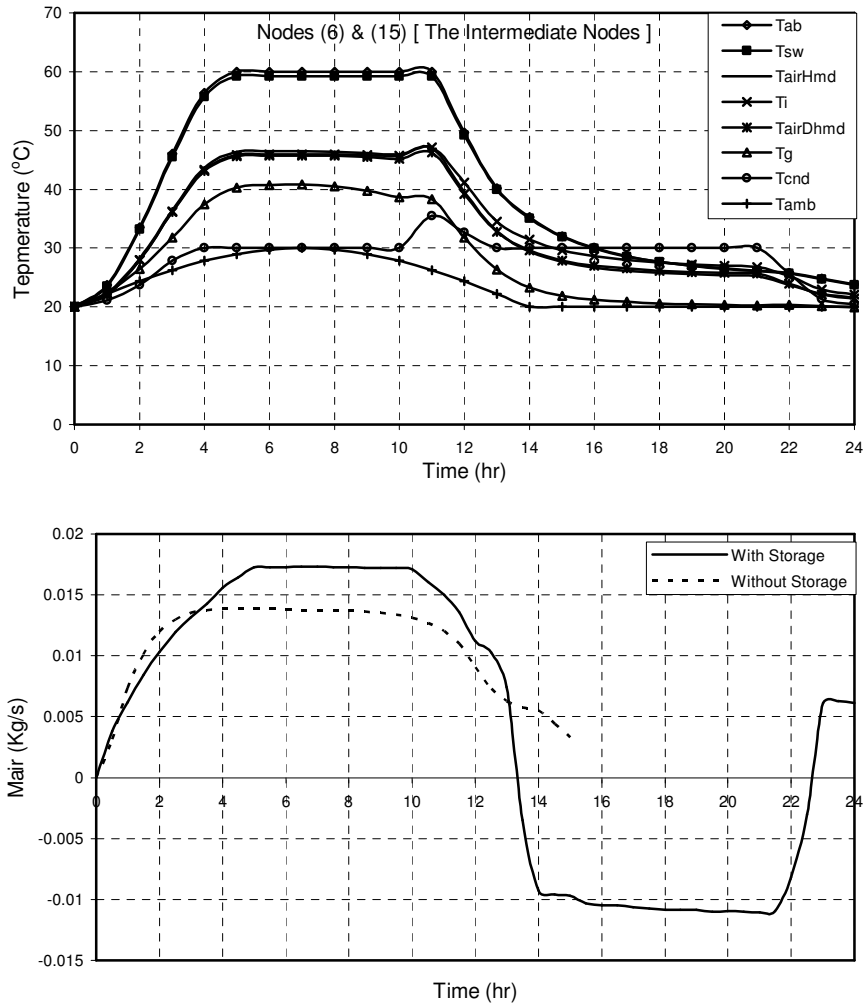 Nodes (6) & (15) [ The Intermediate Nodes ]
70
60
50
40
30
20
10
0
Tepmerature (°C)
Tab
Tsw
TairHmd
Ti
TairDhmd
Tg
Tcnd
Tamb
0 2 4 6 8 10 12 14 16 18 20 22 24
Time (hr)
0.02
0.015
0.01
0.005
0
-0.005
-0.01
-0.015
Mair (Kg/s)
With Storage
Without Storage
0 2 4 6 8 10 12 14 16 18 20 22 24
Time (hr)